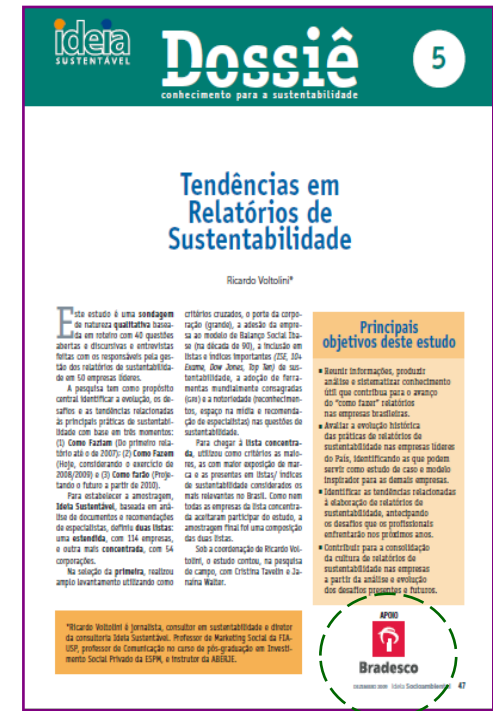 ideia
SUSTENTÁVEL
Dossiê
conhecimento para a sustentabilidade
5
Tendências em
Relatórios de
Sustentabilidade
Ricardo Voltolini*
Este estudo é uma sondagem
de natureza qualitativa basea-
da em roteiro com 40 questões
abertas e discursivas e entrevistas
feitas com os responsáveis pela ges-
tão dos relatórios de sustentabilida-
de em 50 empresas líderes.
A pesquisa tem como propósito
central identificar a evolução, os de-
safios e as tendências relacionadas
às principais práticas de sustentabi-
lidade com base em três momentos:
(1) Como Faziam (Do primeiro rela-
tório até o de 2007); (2) Como Fazem
(Hoje, considerando o exercício de
2008/2009) e (3) Como farão (Proje-
tando o futuro a partir de 2010).
Para estabelecer a amostragem,
Ideia Sustentável, baseada em aná-
lise de documentos e recomendações
de especialistas, definiu duas listas:
uma estendida, com 114 empresas,
e outra mais concentrada, com 54
corporações.
Na seleção da primeira, realizou
amplo levantamento utilizando como
critérios cruzados, o porte da corpo-
ração (grande), a adesão da empre-
sa ao modelo de Balanço Social Iba-
se (na década de 90), a inclusão em
listas e índices importantes (ISE, 10+
Exame, Dow Jones, Top Ten) de sus-
tentabilidade, a adoção de ferra-
mentas mundialmente consagradas
(GRI) e a notoriedade (reconhecimen-
tos, espaço na mídia e recomenda-
ção de especialistas) nas questões de
sustentabilidade.
Para chegar à lista concentra-
da, utilizou como critérios as maio-
res, as com maior exposição de mar-
ca e as presentes em listas/ índices
de sustentabilidade considerados os
mais relevantes no Brasil. Como nem
todas as empresas da lista concentra-
da aceitaram participar do estudo, a
amostragem final foi uma composição
das duas listas.
Sob a coordenação de Ricardo Vol-
tolini, o estudo contou, na pesquisa
de campo, com Cristina Tavelin e Ja-
naína Walter.
Principais
objetivos deste estudo
Reunir informações, produzir
análise e sistematizar conhecimento
útil que contribua para o avanço
do "como fazer" relatórios
nas empresas brasileiras.
Avaliar a evolução histórica
das práticas de relatórios de
sustentabilidade nas empresas líderes
do País, identificando as que podem
servir como estudo de caso e modelo
inspirador para as demais empresas.
Identificar as tendências relacionadas
à elaboração de relatórios de
sustentabilidade, antecipando
os desafios que os profissionais
enfrentarão nos próximos anos.
Contribuir para a consolidação
da cultura de relatórios de
sustentabilidade nas empresas
a partir da análise e evolução
dos desafios presentes e futuros.
*Ricardo Voltolini é jornalista, consultor em sustentabilidade e diretor
da consultoria Ideia Sustentável. Professor de Marketing Social da FIA-
USP, professor de Comunicação no curso de pós-graduação em Investi-
mento Social Privado da ESPM, e instrutor da ABERJE.
APOIO
Bradesco
Ideia Socioambiental 47